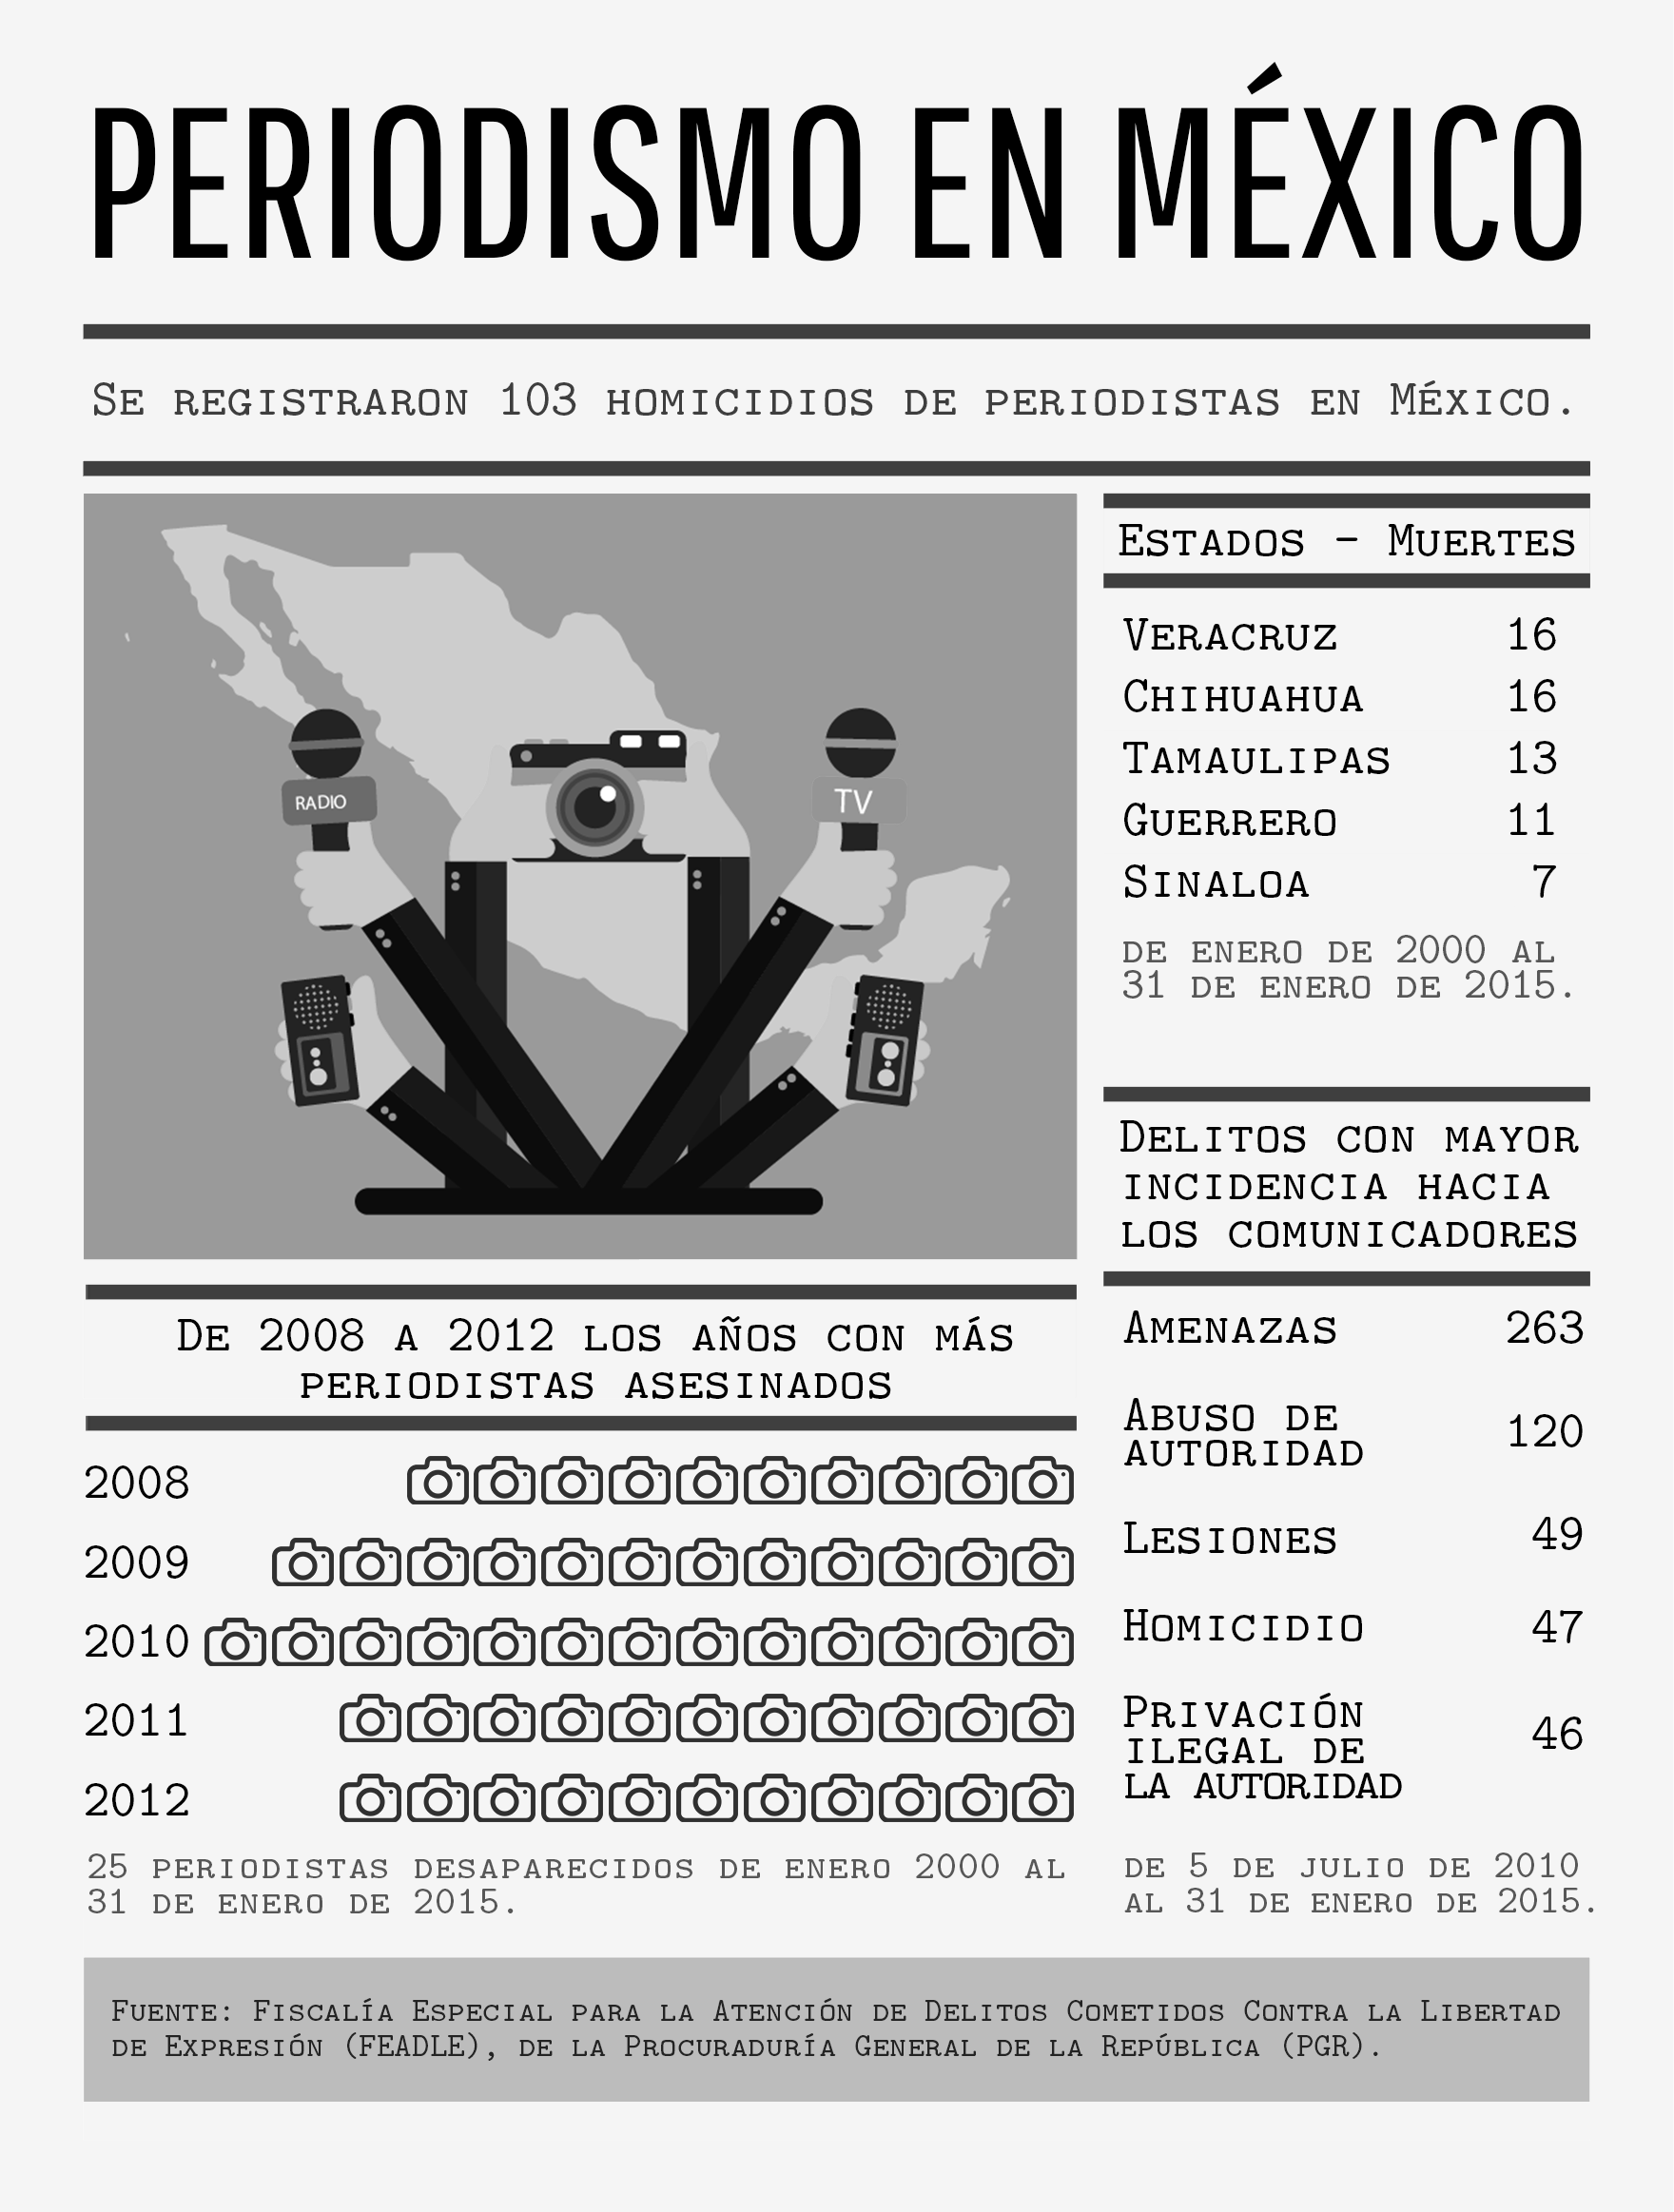 PERIODISMO EN MÉXICO
Se registraron 103 homicidios de periodistas en México.
RADIO
TV
Estados - Muertes
Veracruz 16
Chihuahua 16
Tamaulipas 13
Guerrero 11
Sinaloa 7
de enero de 2000 al
31 de enero de 2015.
Delitos con mayor
incidencia hacia
los comunicadores
Amenazas 263
Abuso de
autoridad 120
Lesiones 49
Homicidio 47
Privación
ilegal de 46
la autoridad
de 5 de julio de 2010
al 31 de enero de 2015.
De 2008 a 2012 los años con más
periodistas asesinados
2008
2009
2010
2011
2012
25 periodistas desaparecidos de enero 2000 al
31 de enero de 2015.
Fuente: Fiscalía Especial para la Atención de Delitos Cometidos Contra la Libertad
de Expresión (FEADLE), de la Procuraduría General de la República (PGR).